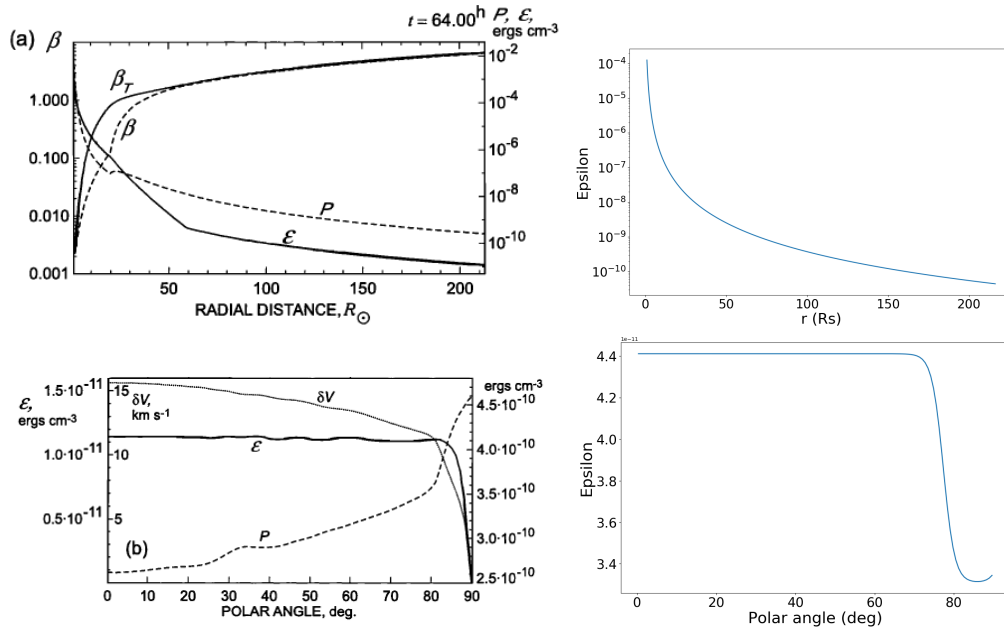 (a)
t = 64.00ʰ P, ℰ,
ergs cm-3
β
10-2
1.000
10-4
0.100
10-6
10-8
0.010
10-10
0.001
βT
β
P
ℰ
50
100
150
200
RADIAL DISTANCE, R⊙
10−4
10−5
10−6
10−7
10−8
10−9
10−10
Epsilon
0
50
100
150
200
r (Rs)
1.5·10-11
15
δV,
km s-1
ℰ,
ergs cm-3
1.0·10-11
10
0.5·10-11
5
(b)
δV
ℰ
P
ergs cm-3
4.5·10-10
4.0·10-10
3.5·10-10
3.0·10-10
2.5·10-10
0
10
20
30
40
50
60
70
80
90
POLAR ANGLE, deg.
1e−11
4.4
4.2
4.0
3.8
3.6
3.4
Epsilon
0
20
40
60
80
Polar angle (deg)